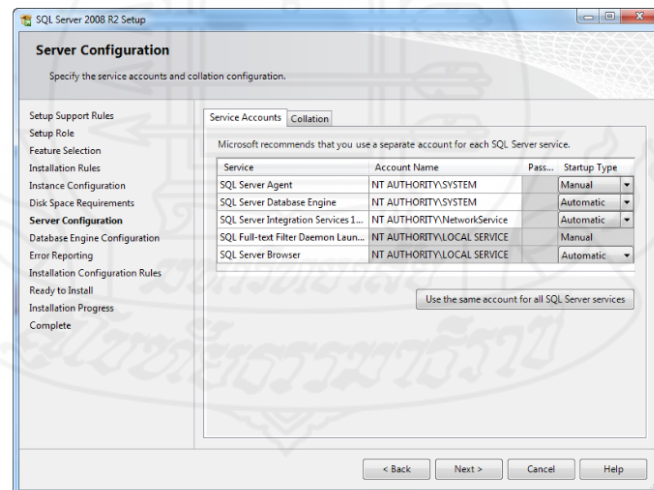 SQL Server 2008 R2 Setup
Server Configuration
Specify the service accounts and collation configuration.
Setup Support Rules
Setup Role
Feature Selection
Installation Rules
Instance Configuration
Disk Space Requirements
Server Configuration
Database Engine Configuration
Error Reporting
Installation Configuration Rules
Ready to Install
Installation Progress
Complete
Service Accounts Collation
Microsoft recommends that you use a separate account for each SQL Server service.
Service Account Name Pass... Startup Type
SQL Server Agent NT AUTHORITY\SYSTEM Manual
SQL Server Database Engine NT AUTHORITY\SYSTEM Automatic
SQL Server Integration Services 1... NT AUTHORITY\NetworkService Automatic
SQL Full-text Filter Daemon Laun... NT AUTHORITY\LOCAL SERVICE Manual
SQL Server Browser NT AUTHORITY\LOCAL SERVICE Automatic
Use the same account for all SQL Server services
< Back Next > Cancel Help